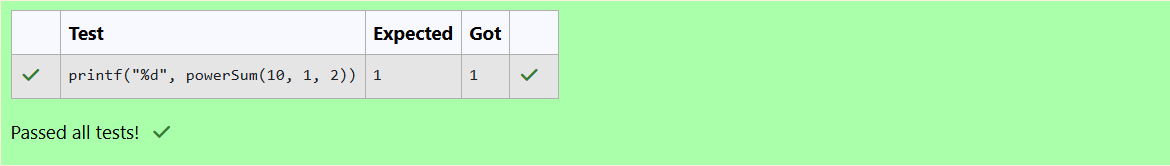 Test Expected Got
printf("%d", powerSum(10, 1, 2)) 1 1
Passed all tests!